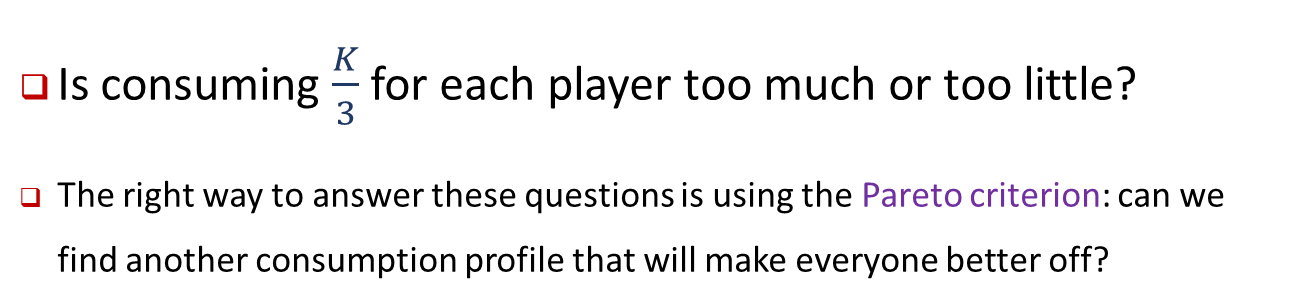 ❑ Is consuming K/3 for each player too much or too little?
❑ The right way to answer these questions is using the Pareto criterion: can we
find another consumption profile that will make everyone better off?